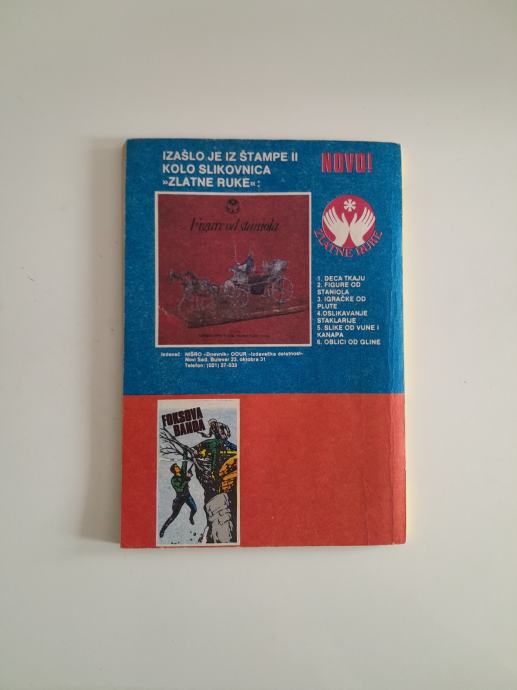 IZAŠLO JE IZ ŠTAMPE II
KOLO SLIKOVNICA
»ZLATNE RUKE«:
NOVO!
Figure od staniola
ZLATNE RUKE
1. DECA TKAJU
2. FIGURE OD
STANIOLA
3. IGRAČKE OD
PLUTE
4.OSLIKAVANJE
STAKLARIJE
5. SLIKE OD VUNE I
KANAPA
6. OBLICI OD GLINE
Izdavač: NIŠRO »Dnevnik« OOUR »Izdavačka delatnost«
Novi Sad, Bulevar 23. oktobra 31
Telefon: (021) 27-033
FOKSOVA
BANDA